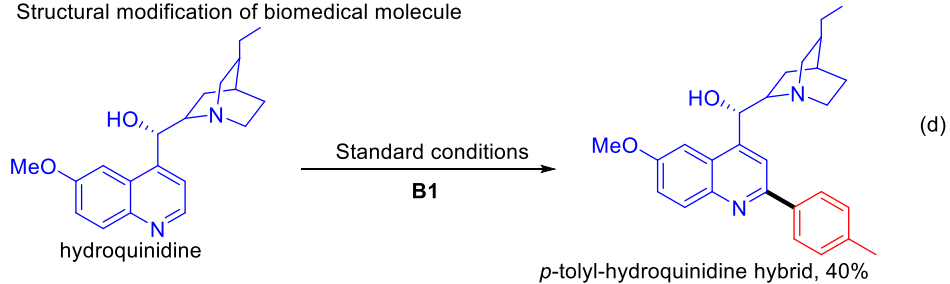 Structural modification of biomedical molecule
HO
N
MeO
N
hydroquinidine
Standard conditions
B1
HO
N
MeO
N
p-tolyl-hydroquinidine hybrid, 40%
(d)